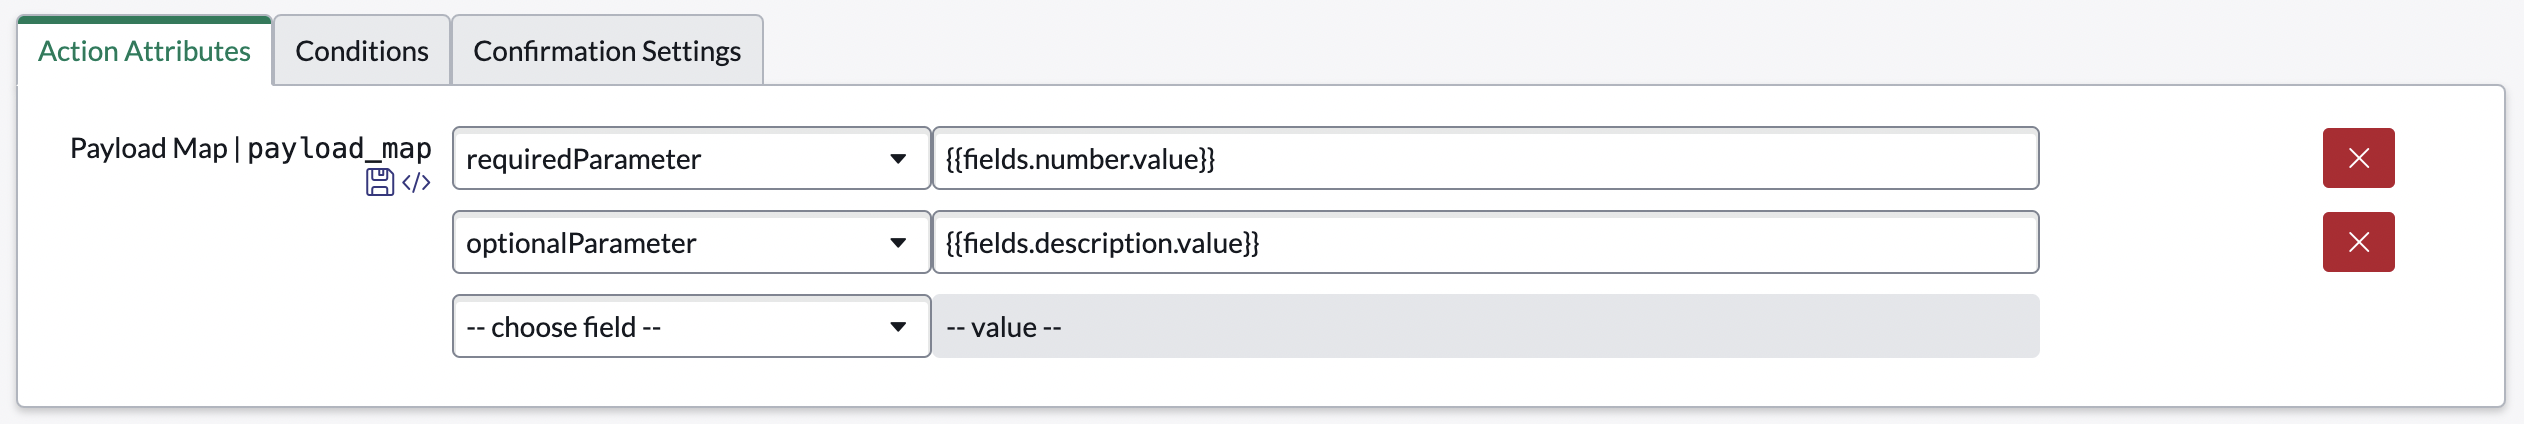 Action Attributes
Conditions
Confirmation Settings
Payload Map | payload_map
requiredParameter
{{fields.number.value}}
optionalParameter
{{fields.description.value}}
-- choose field --
-- value --